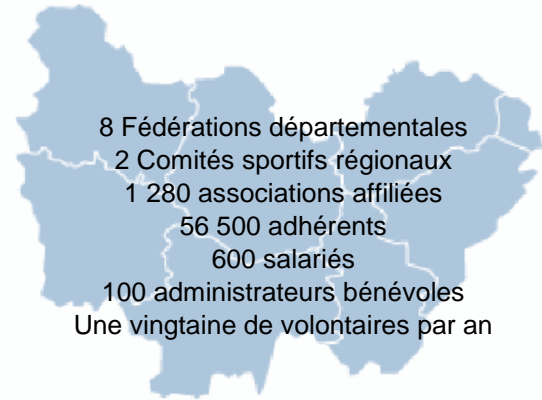 8 Fédérations départementales
2 Comités sportifs régionaux
1 280 associations affiliées
56 500 adhérents
600 salariés
100 administrateurs bénévoles
Une vingtaine de volontaires par an